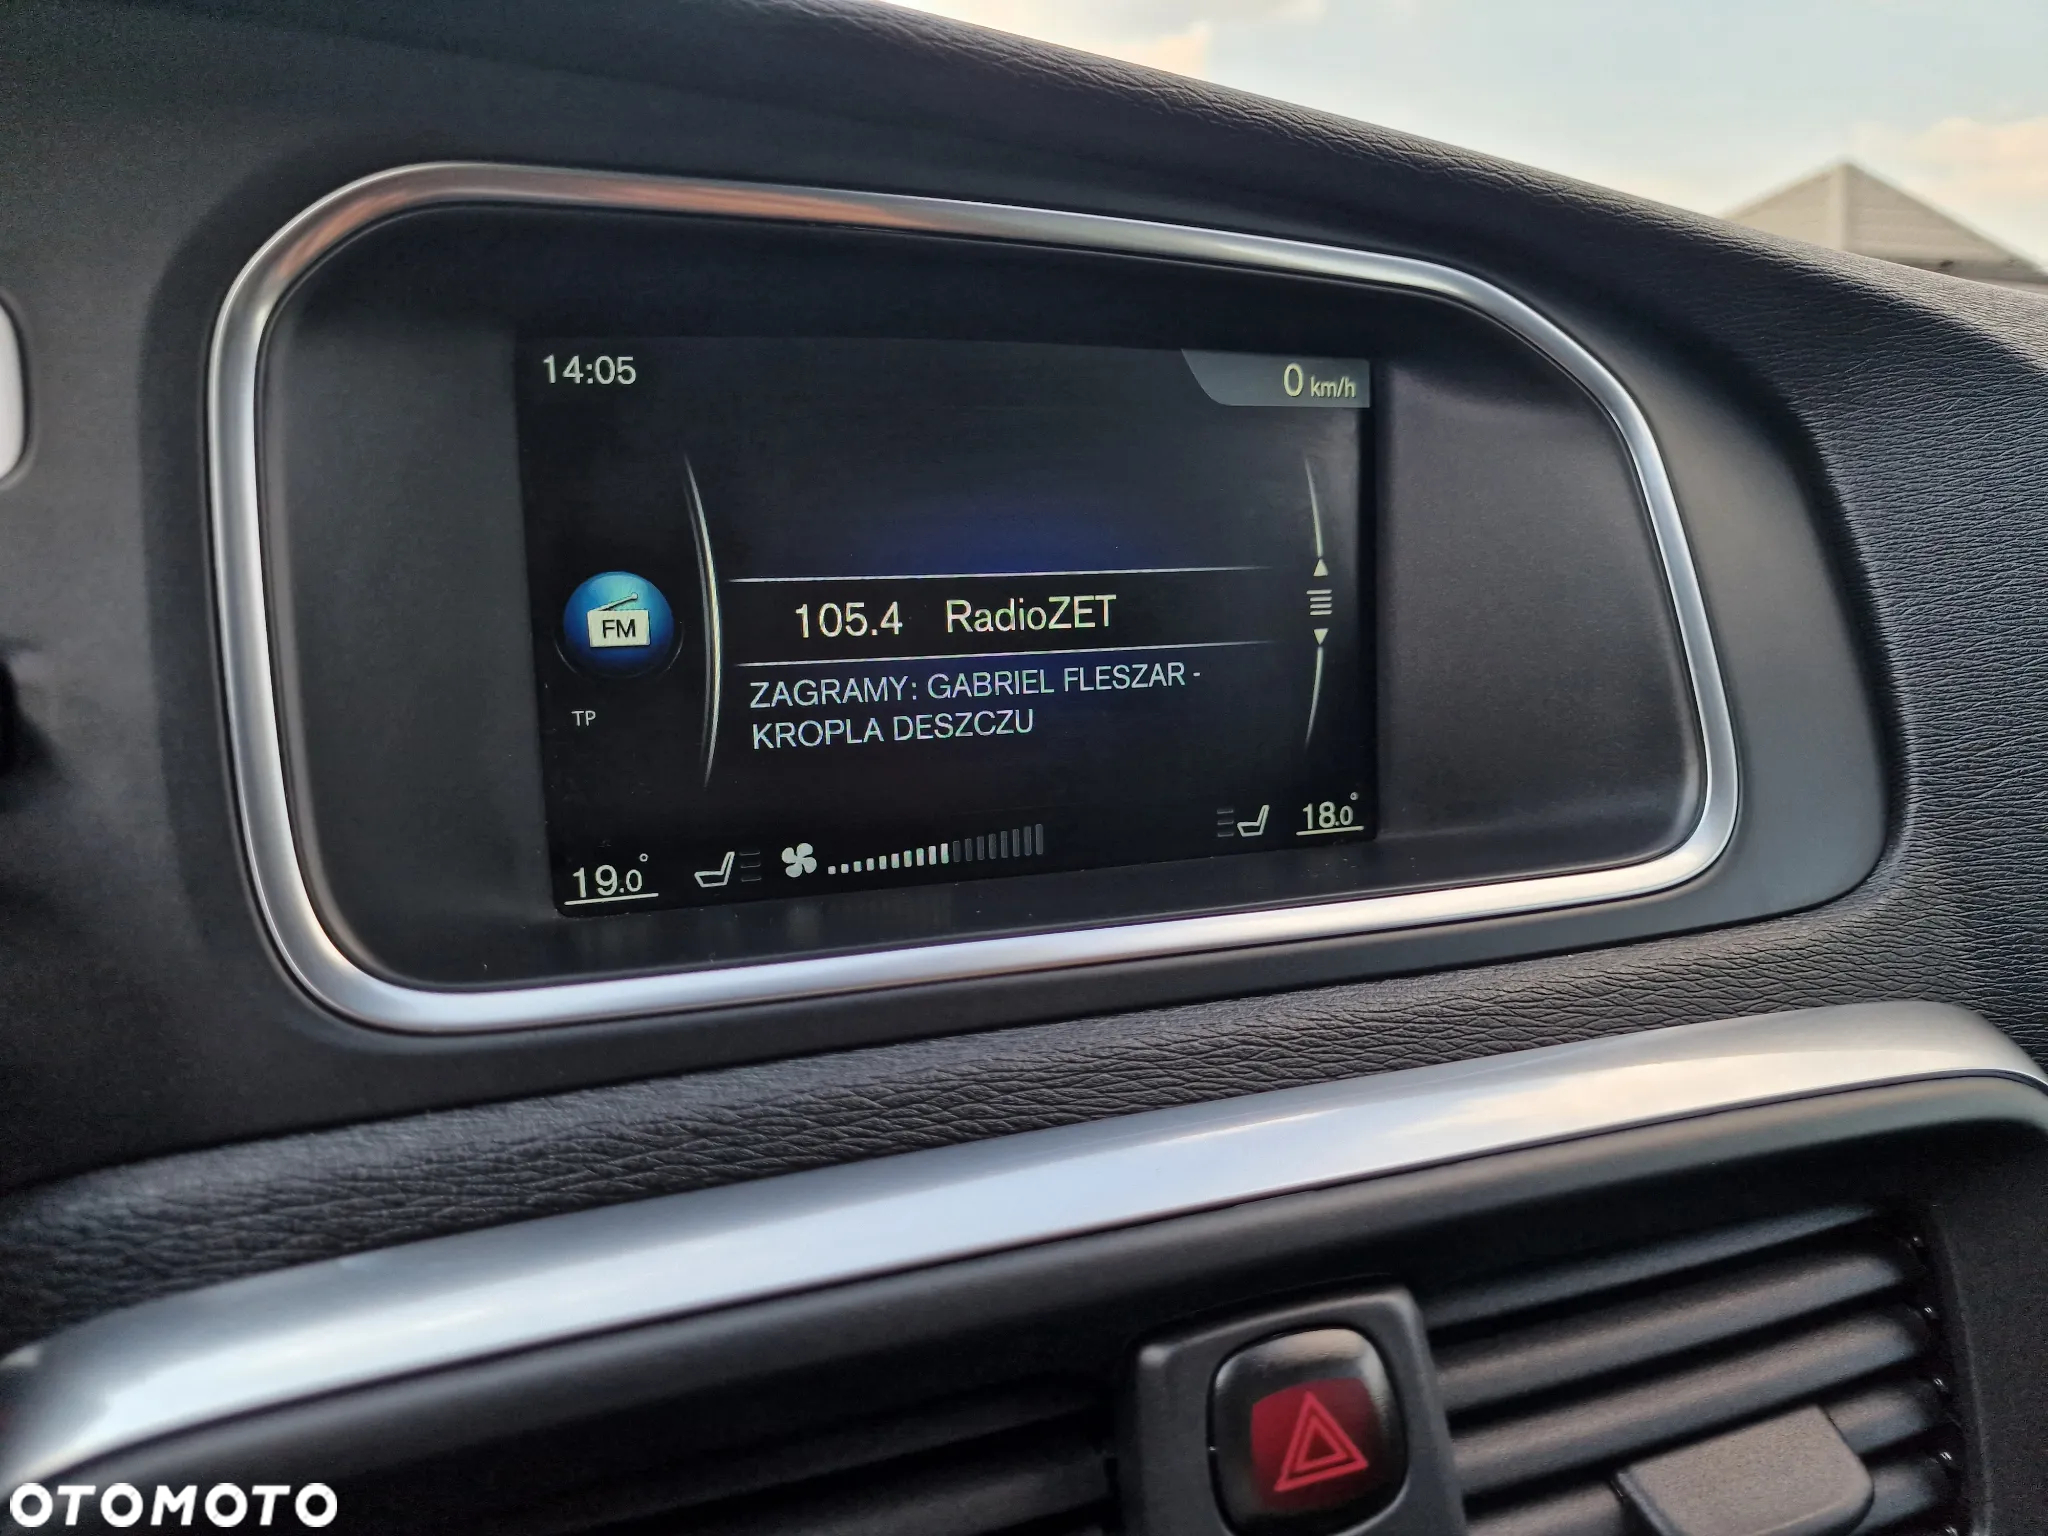 14:05
0 km/h
FM
105.4 RadioZET
ZAGRAMY: GABRIEL FLESZAR -
KROPLA DESZCZU
TP
19.0°
18.0°
OTOMOTO